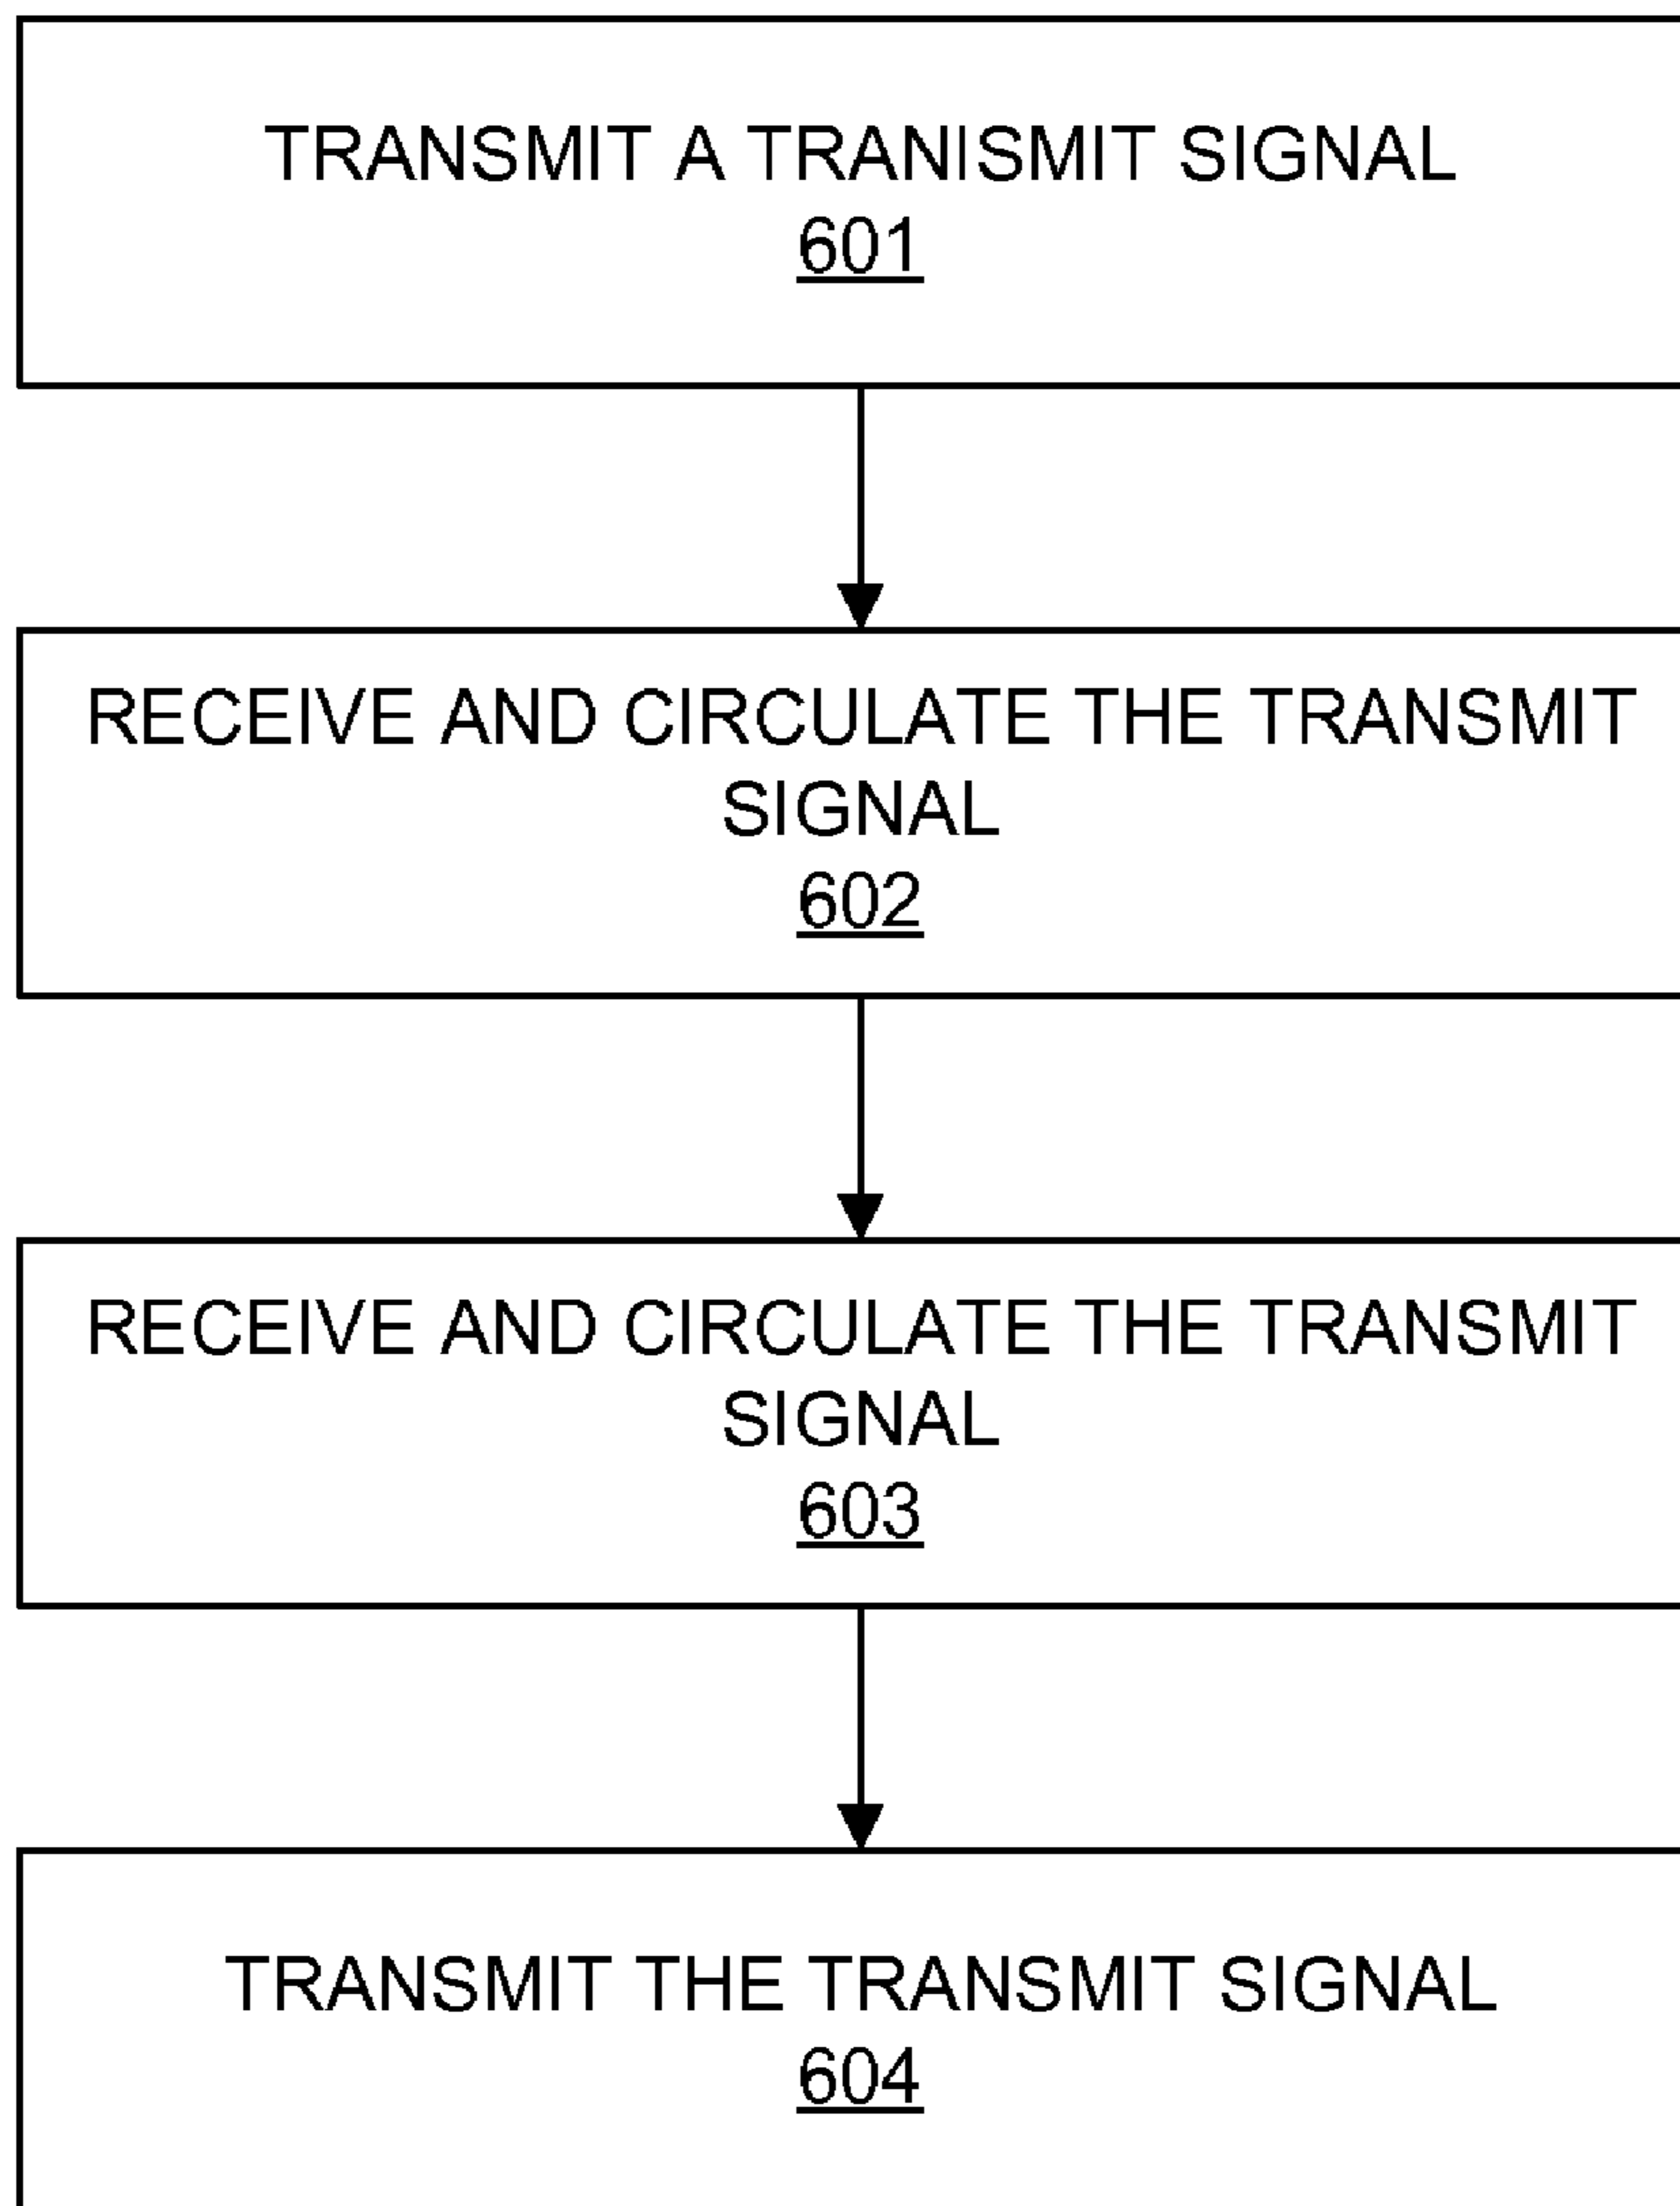 TRANSMIT A TRANISMIT SIGNAL
601
RECEIVE AND CIRCULATE THE TRANSMIT
SIGNAL
602
RECEIVE AND CIRCULATE THE TRANSMIT
SIGNAL
603
TRANSMIT THE TRANSMIT SIGNAL
604